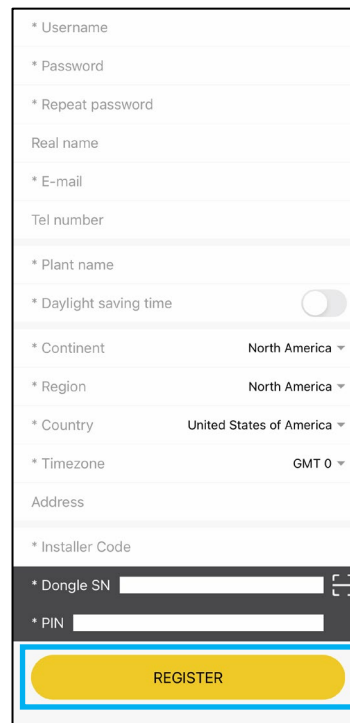 * Username
* Password
* Repeat password
Real name
* E-mail
Tel number
* Plant name
* Daylight saving time
* Continent North America
* Region North America
* Country United States of America
* Timezone GMT 0
Address
* Installer Code
* Dongle SN
* PIN
REGISTER